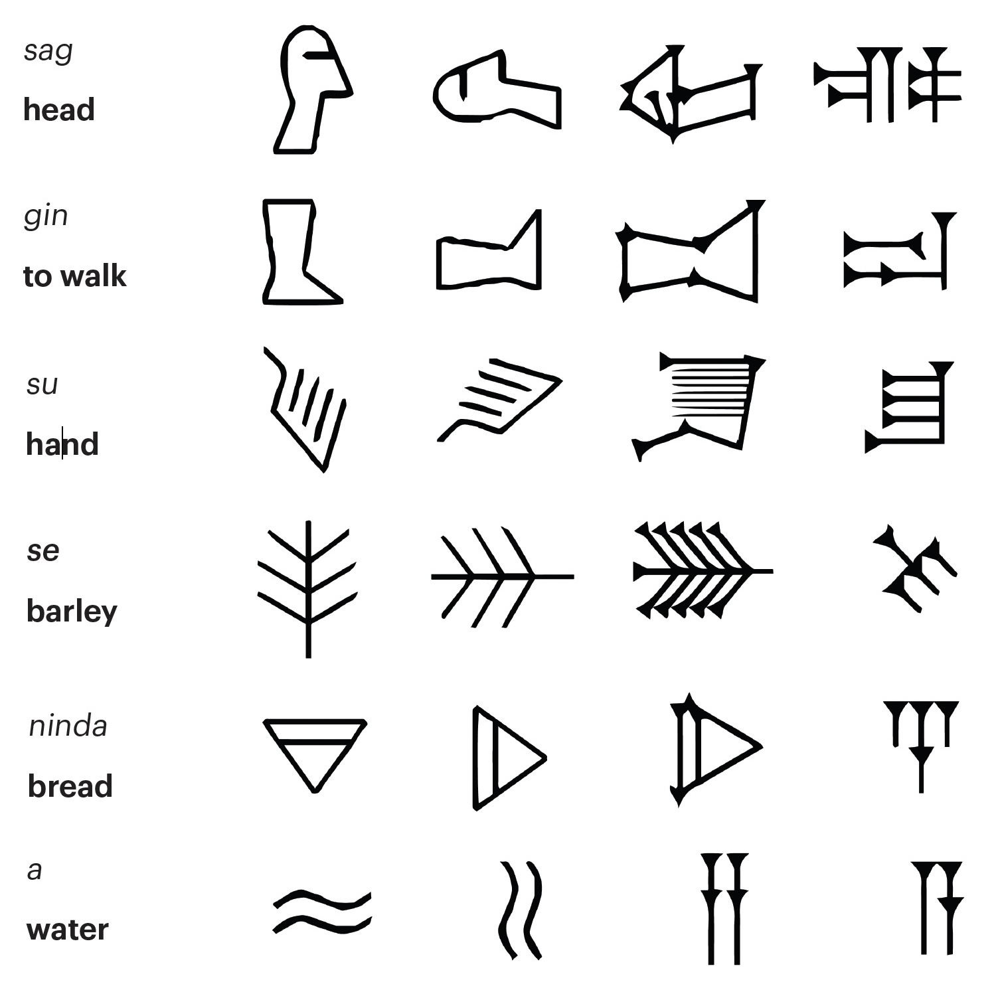 sag
head
gin
to walk
su
hand
se
barley
ninda
bread
a
water